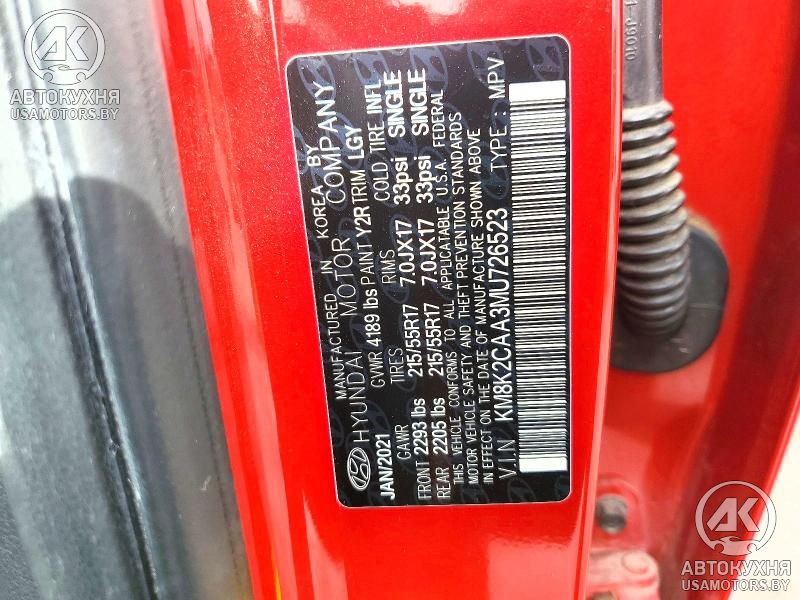 АК
АВТОКУХНЯ
USAMOTORS.BY
MANUFACTURED IN KOREA BY
HYUNDAI MOTOR COMPANY
JAN/2021 GVWR 4189 lbs PAINT Y2R TRIM LGY
GAWR TIRES RIMS COLD TIRE INFL
FRONT 2293 lbs 215/55R17 7.0JX17 33psi SINGLE
REAR 2205 lbs 215/55R17 7.0JX17 33psi SINGLE
THIS VEHICLE CONFORMS TO ALL APPLICATABLE U.S.A. FEDERAL
MOTOR VEHICLE SAFETY AND THEFT PREVENTION STANDARDS
IN EFFECT ON THE DATE OF MANUFACTURE SHOWN ABOVE
V.I.N : KM8K2CAA3MU726523 TYPE : MPV
АК
АВТОКУХНЯ
USAMOTORS.BY